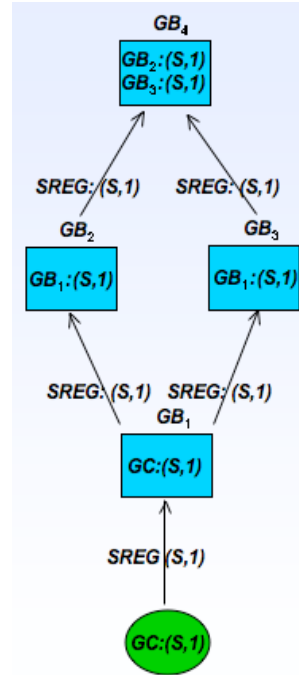 GB4
GB2:(S,1)
GB3:(S,1)
SREG: (S,1) SREG: (S,1)
GB2 GB3
GB1:(S,1) GB1:(S,1)
SREG: (S,1) SREG: (S,1)
GB1
GC:(S,1)
SREG (S,1)
GC:(S,1)